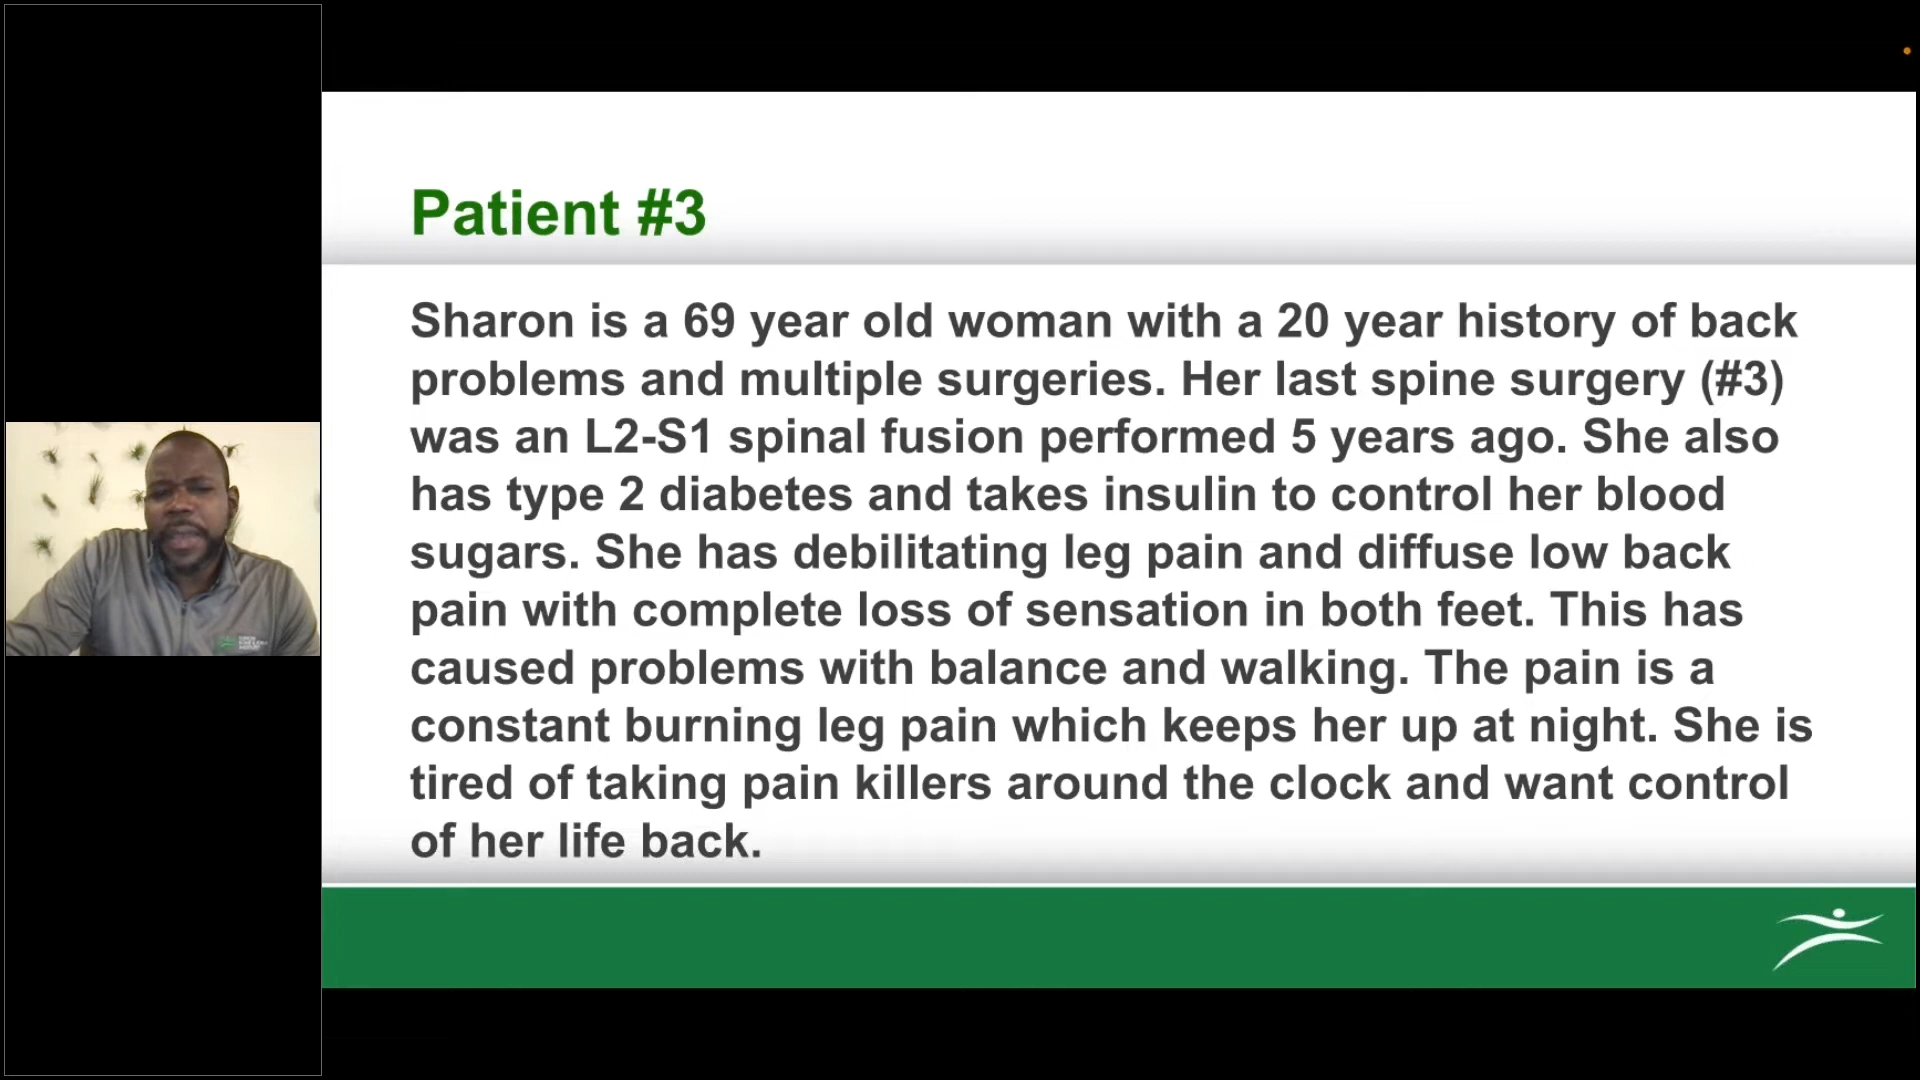 Patient #3
Sharon is a 69 year old woman with a 20 year history of back
problems and multiple surgeries. Her last spine surgery (#3)
was an L2-S1 spinal fusion performed 5 years ago. She also
has type 2 diabetes and takes insulin to control her blood
sugars. She has debilitating leg pain and diffuse low back
pain with complete loss of sensation in both feet. This has
caused problems with balance and walking. The pain is a
constant burning leg pain which keeps her up at night. She is
tired of taking pain killers around the clock and want control
of her life back.